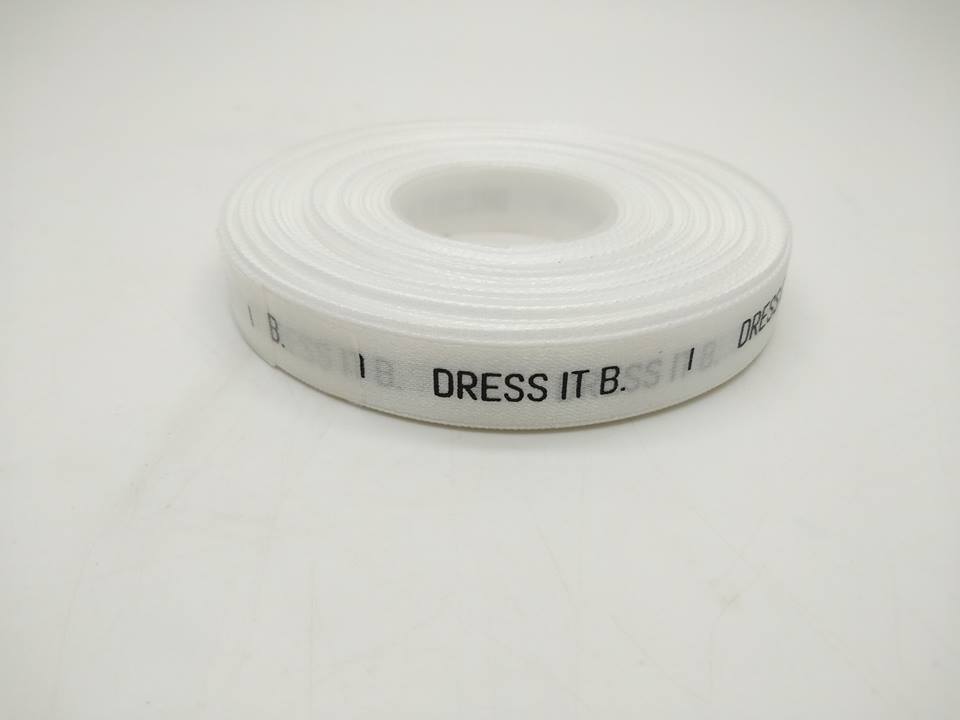 I B. I DRESS IT B. I DRESS